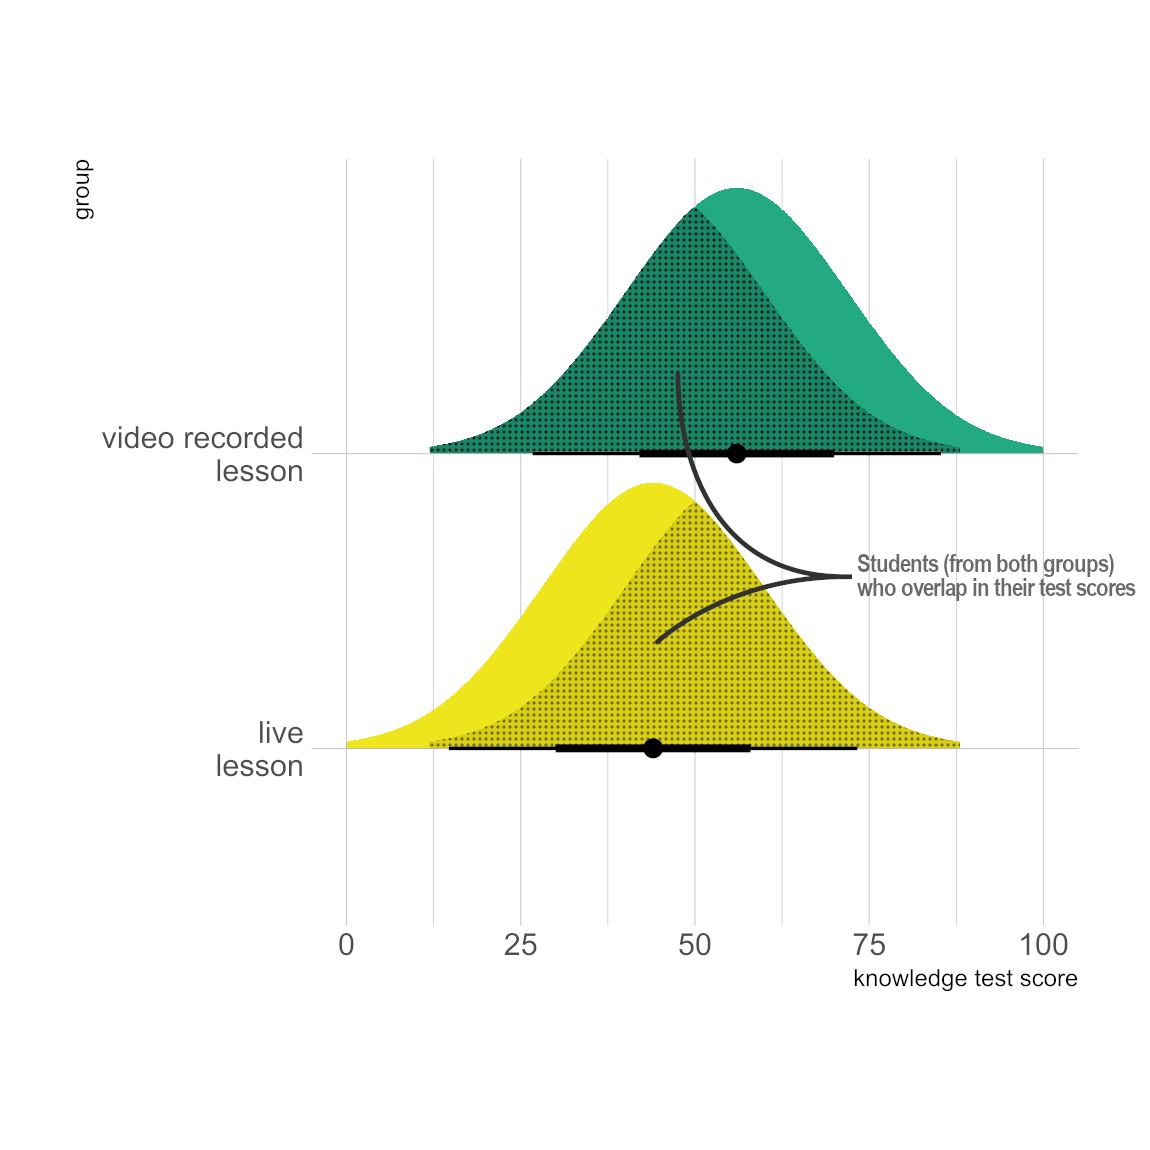 group
video recorded
lesson
Students (from both groups)
who overlap in their test scores
live
lesson
0 25 50 75 100
knowledge test score